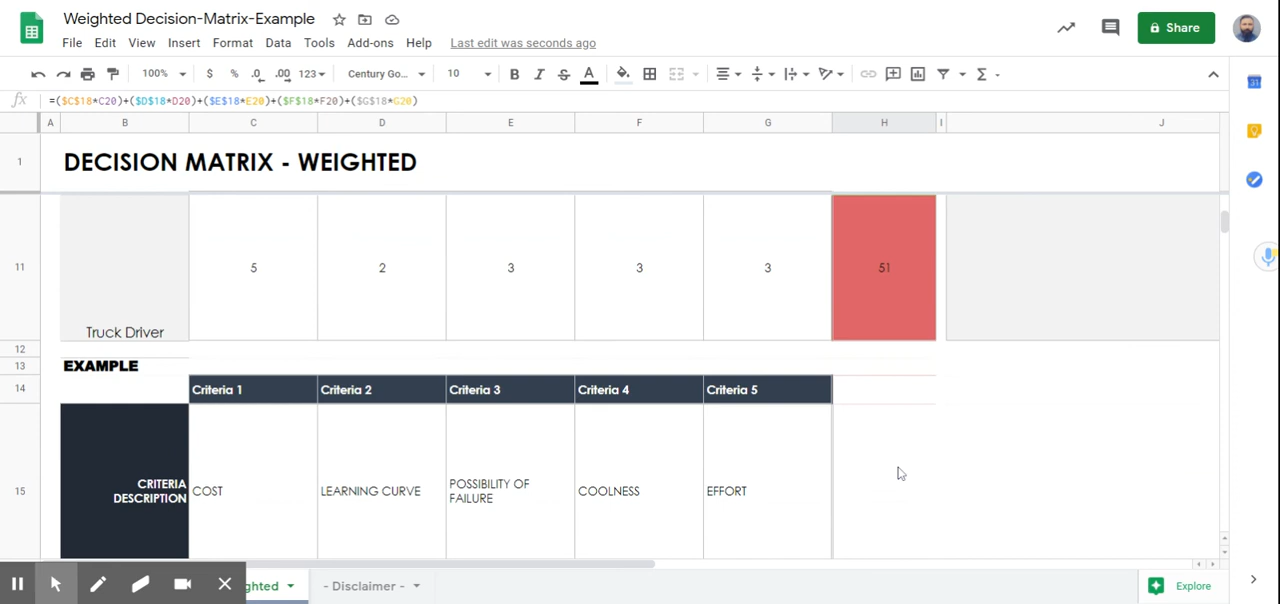 Weighted Decision-Matrix-Example
File Edit View Insert Format Data Tools Add-ons Help Last edit was seconds ago
Share
100% $ % .0 .00 123 Century Go... 10 B I S A Σ
fx =($C$18*C20)+($D$18*D20)+($E$18*E20)+($F$18*F20)+($G$18*G20)
A B C D E F G H I J
1 DECISION MATRIX - WEIGHTED
11 Truck Driver 5 2 3 3 3 51
12
13 EXAMPLE
14 Criteria 1 Criteria 2 Criteria 3 Criteria 4 Criteria 5
15 CRITERIA DESCRIPTION COST LEARNING CURVE POSSIBILITY OF FAILURE COOLNESS EFFORT
ghted - Disclaimer - Explore
31